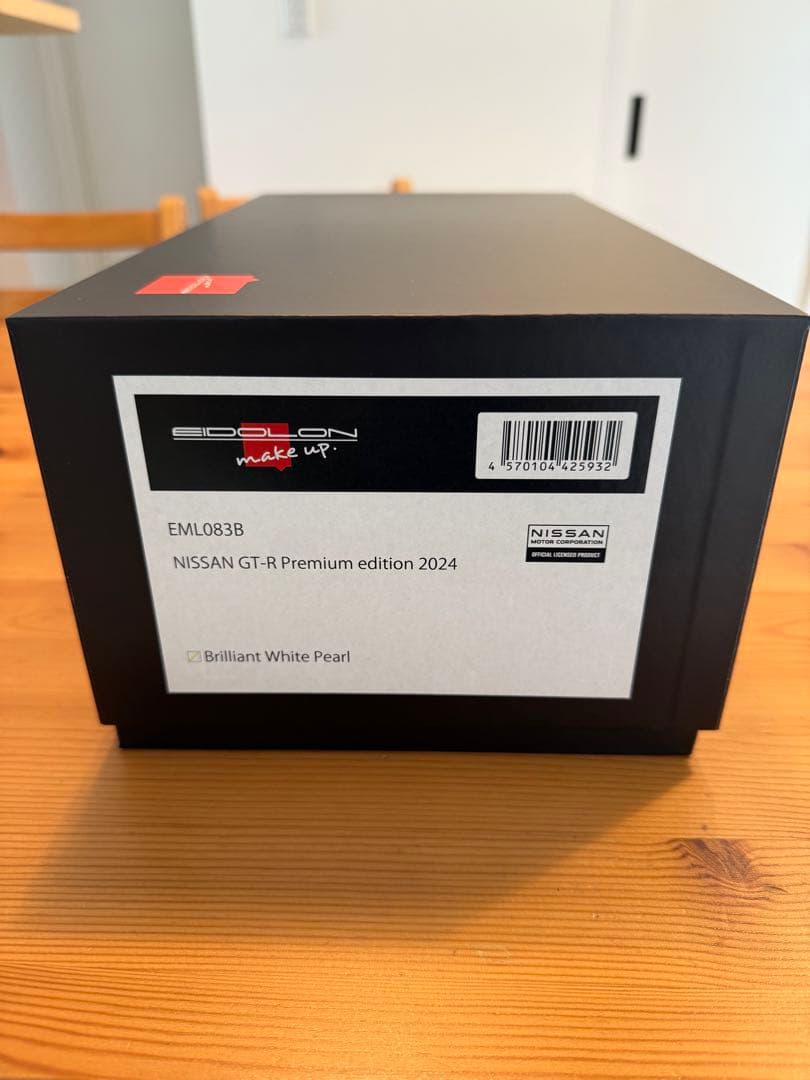 EIDOLON
make up.
4 570104 425932
EML083B
NISSAN
MOTOR CORPORATION
OFFICIAL LICENSED PRODUCT
NISSAN GT-R Premium edition 2024
Brilliant White Pearl